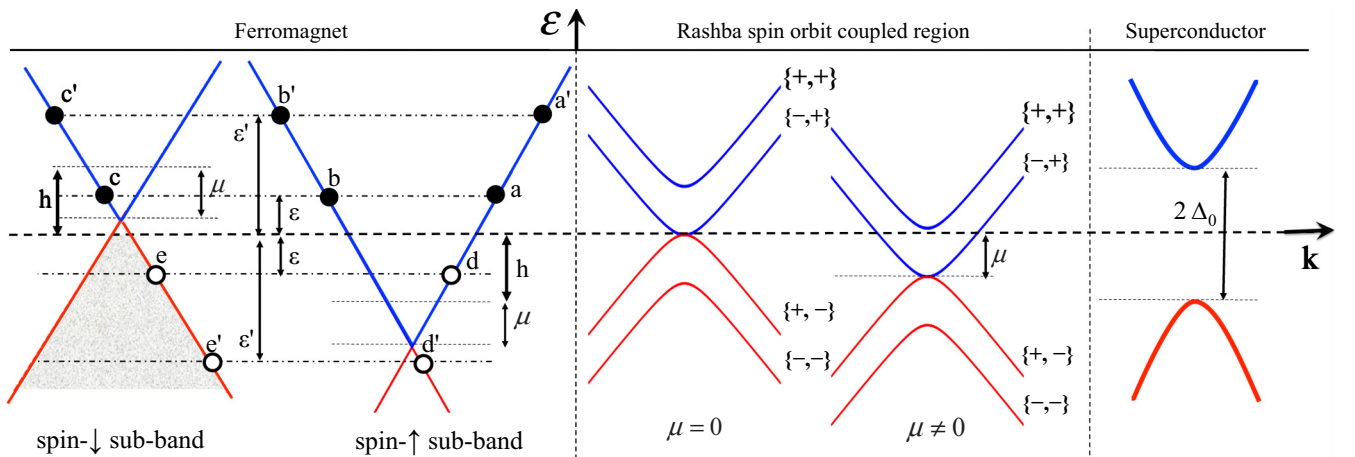 Ferromagnet
ε
Rashba spin orbit coupled region
Superconductor
c'
b'
a'
{+,+}
{−,+}
{+,+}
{−,+}
ε'
h
c
μ
b
a
ε
2 Δ₀
k
e
ε
d
h
μ
μ
ε'
e'
d'
{+, −}
{−,−}
{+, −}
{−,−}
μ = 0
μ ≠ 0
spin-↓ sub-band
spin-↑ sub-band